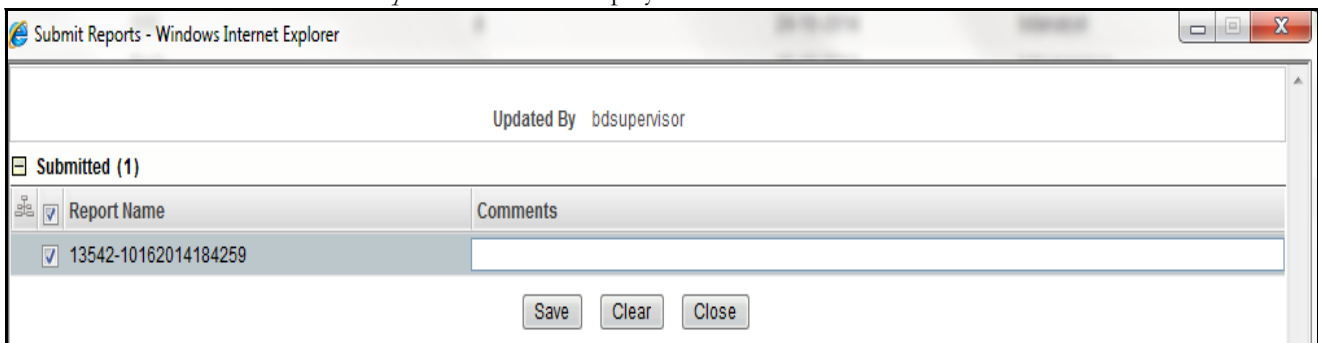 Submit Reports - Windows Internet Explorer
X
Updated By bdsupervisor
Submitted (1)
Report Name Comments
13542-10162014184259
Save Clear Close